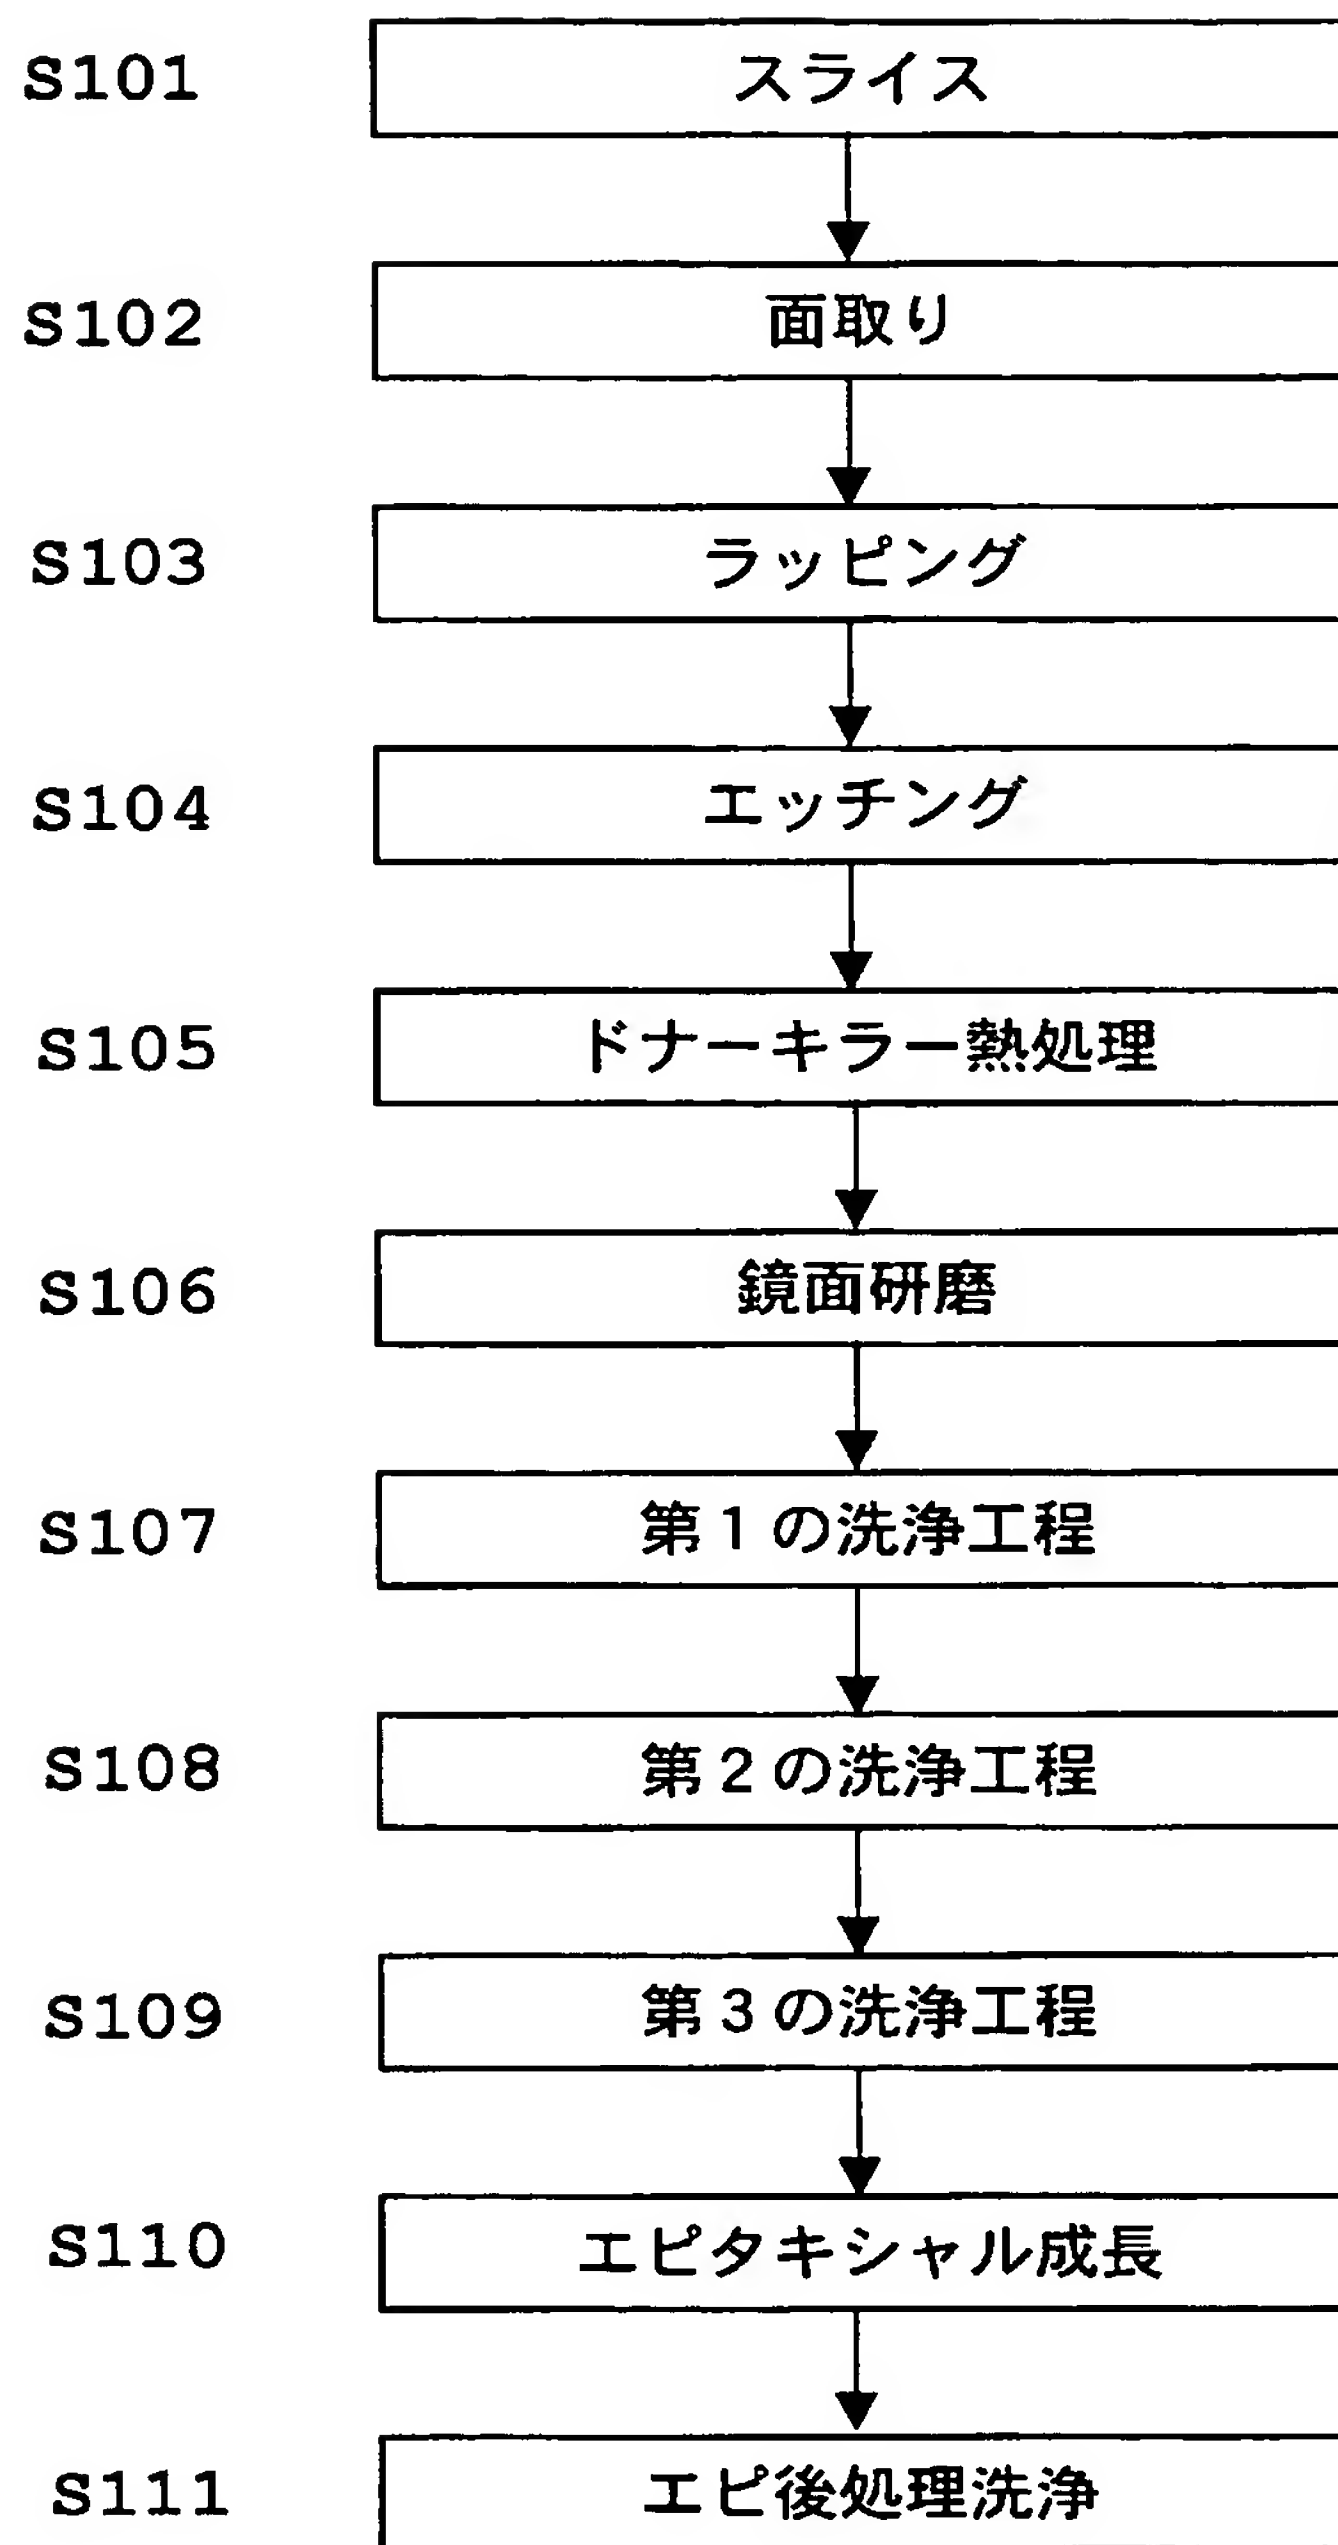 S101 スライス
S102 面取り
S103 ラッピング
S104 エッチング
S105 ドナーキラー熱処理
S106 鏡面研磨
S107 第1の洗浄工程
S108 第2の洗浄工程
S109 第3の洗浄工程
S110 エピタキシャル成長
S111 エピ後処理洗浄